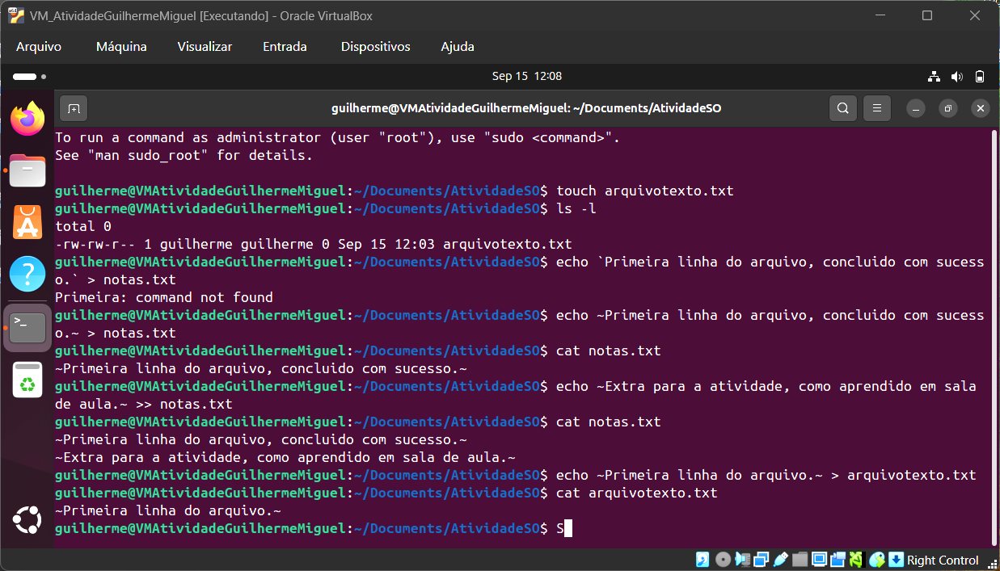 VM_AtividadeGuilhermeMiguel [Executando] - Oracle VirtualBox
Arquivo Máquina Visualizar Entrada Dispositivos Ajuda
Sep 15 12:08
guilherme@VMAtividadeGuilhermeMiguel: ~/Documents/AtividadeSO
To run a command as administrator (user "root"), use "sudo <command>".
See "man sudo_root" for details.
guilherme@VMAtividadeGuilhermeMiguel:~/Documents/AtividadeSO$ touch arquivotexto.txt
guilherme@VMAtividadeGuilhermeMiguel:~/Documents/AtividadeSO$ ls -l
total 0
-rw-rw-r-- 1 guilherme guilherme 0 Sep 15 12:03 arquivotexto.txt
guilherme@VMAtividadeGuilhermeMiguel:~/Documents/AtividadeSO$ echo `Primeira linha do arquivo, concluido com sucess
o.` > notas.txt
Primeira: command not found
guilherme@VMAtividadeGuilhermeMiguel:~/Documents/AtividadeSO$ echo ~Primeira linha do arquivo, concluido com sucess
o.~ > notas.txt
guilherme@VMAtividadeGuilhermeMiguel:~/Documents/AtividadeSO$ cat notas.txt
~Primeira linha do arquivo, concluido com sucesso.~
guilherme@VMAtividadeGuilhermeMiguel:~/Documents/AtividadeSO$ echo ~Extra para a atividade, como aprendido em sala
de aula.~ >> notas.txt
guilherme@VMAtividadeGuilhermeMiguel:~/Documents/AtividadeSO$ cat notas.txt
~Primeira linha do arquivo, concluido com sucesso.~
~Extra para a atividade, como aprendido em sala de aula.~
guilherme@VMAtividadeGuilhermeMiguel:~/Documents/AtividadeSO$ echo ~Primeira linha do arquivo.~ > arquivotexto.txt
guilherme@VMAtividadeGuilhermeMiguel:~/Documents/AtividadeSO$ cat arquivotexto.txt
~Primeira linha do arquivo.~
guilherme@VMAtividadeGuilhermeMiguel:~/Documents/AtividadeSO$ S
Right Control